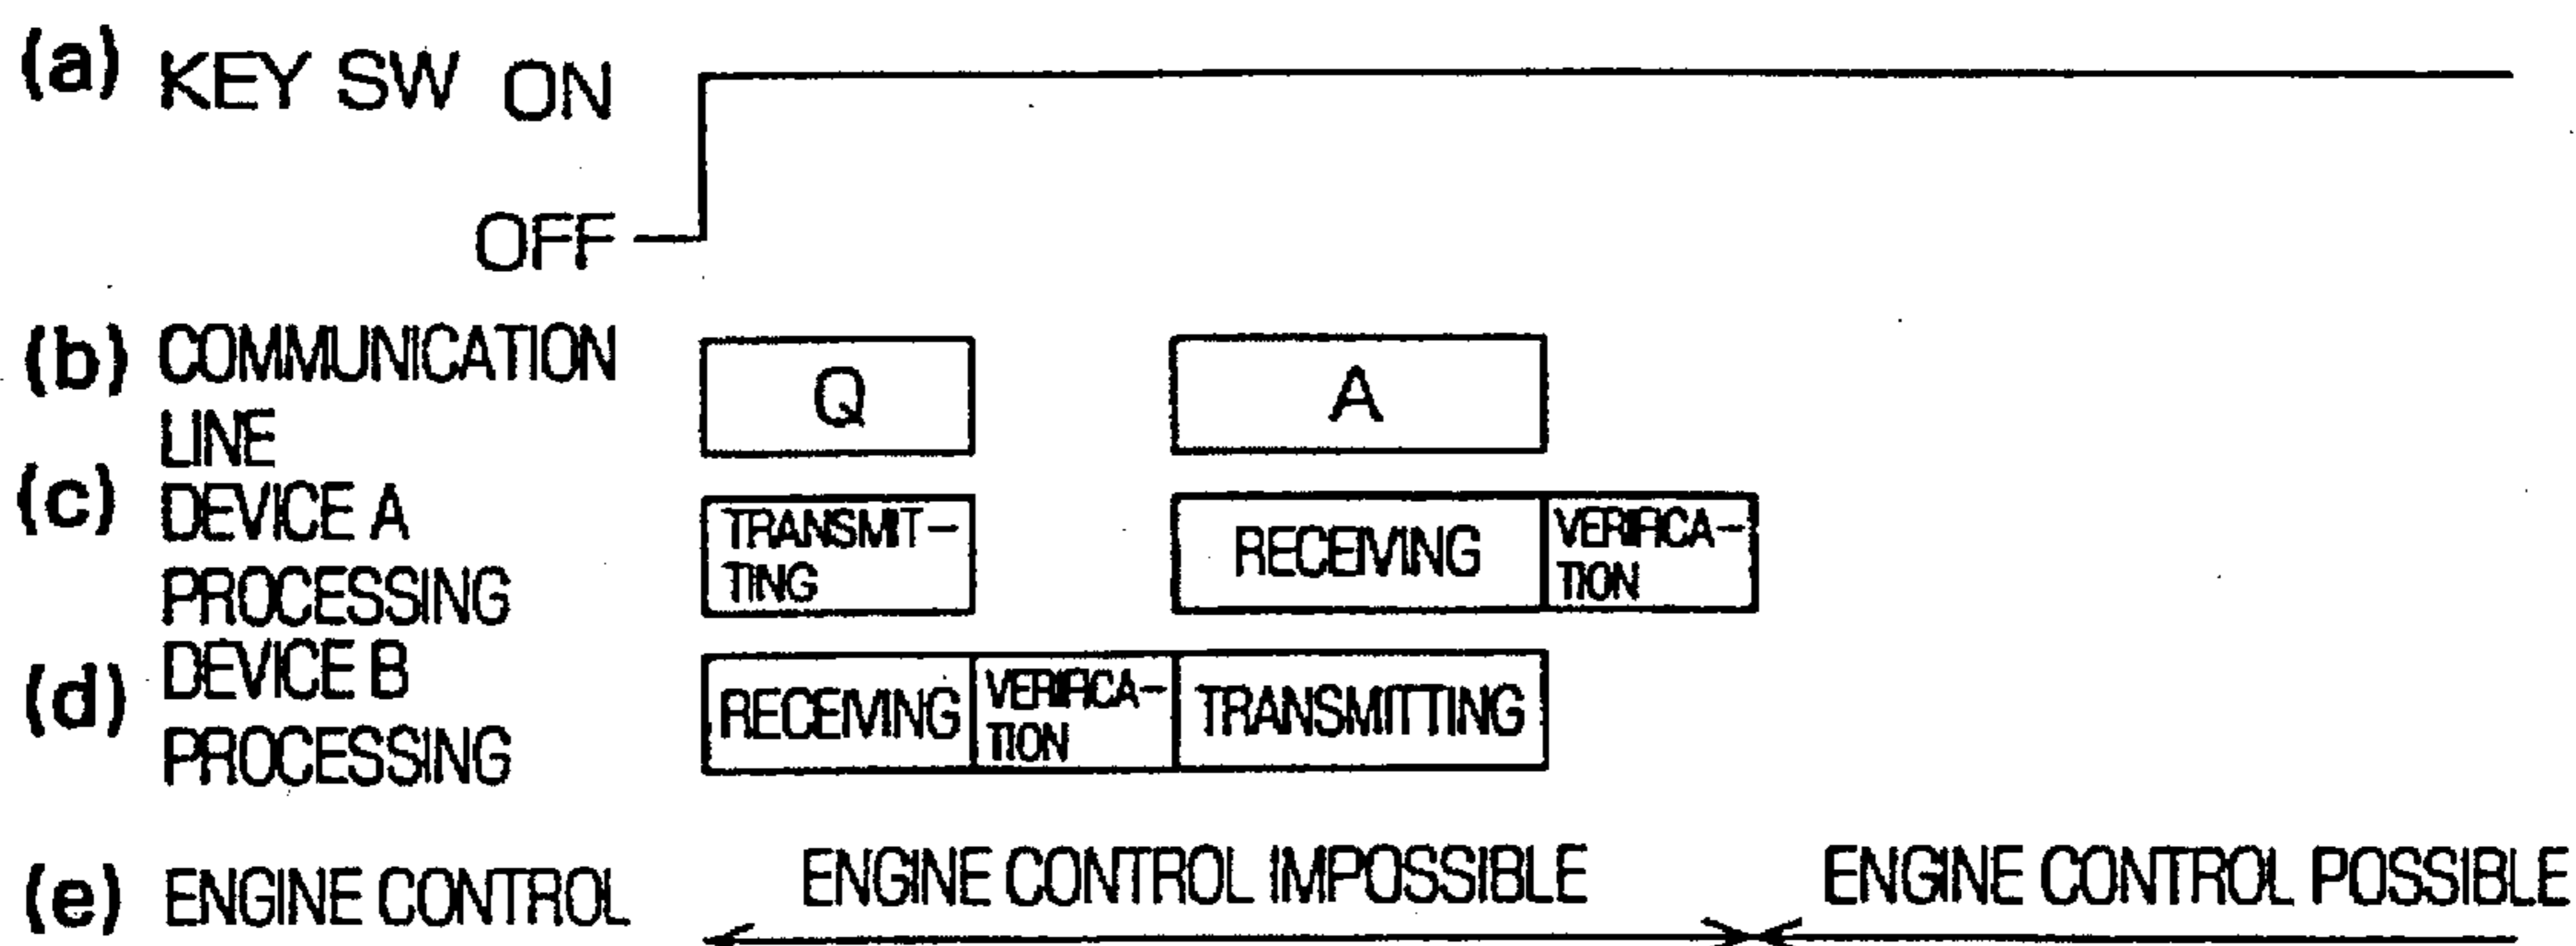 (a) KEY SW ON
OFF
(b) COMMUNICATION
LINE
Q
A
(c) DEVICE A
PROCESSING
TRANSMIT-
TING
RECEIVING
VERIFICA-
TION
(d) DEVICE B
PROCESSING
RECEIVING
VERIFICA-
TION
TRANSMITTING
(e) ENGINE CONTROL
ENGINE CONTROL IMPOSSIBLE
ENGINE CONTROL POSSIBLE